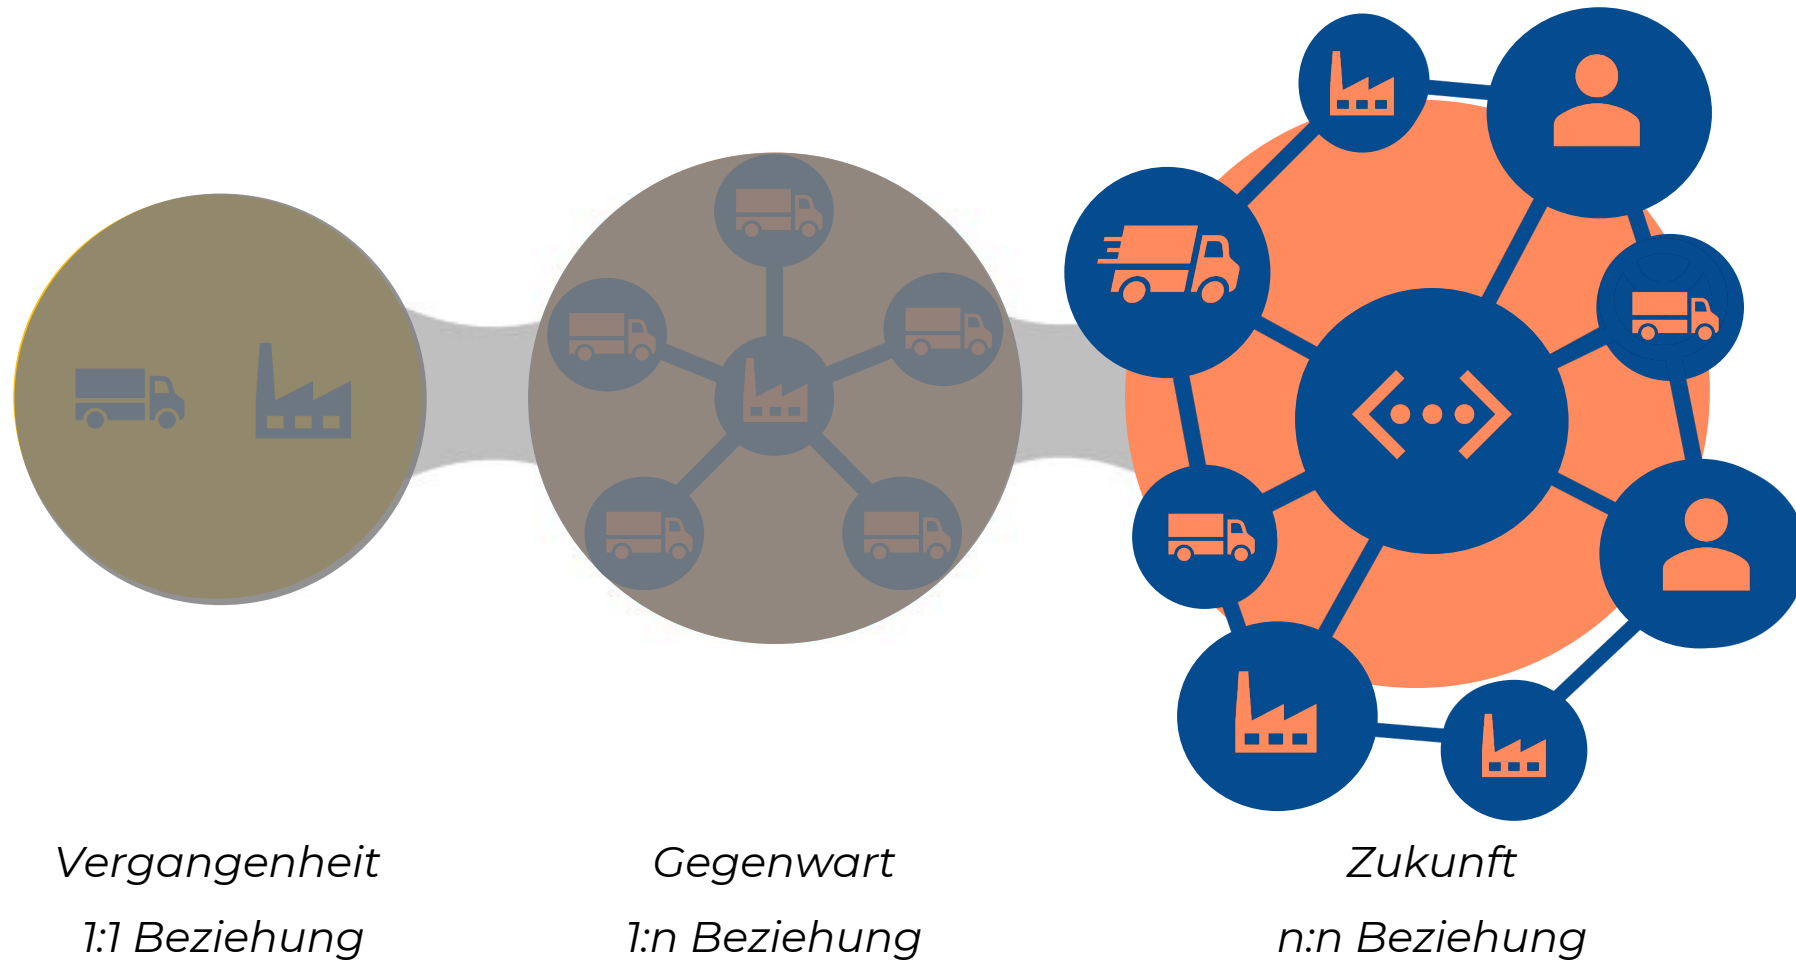 Vergangenheit
1:1 Beziehung
Gegenwart
1:n Beziehung
Zukunft
n:n Beziehung